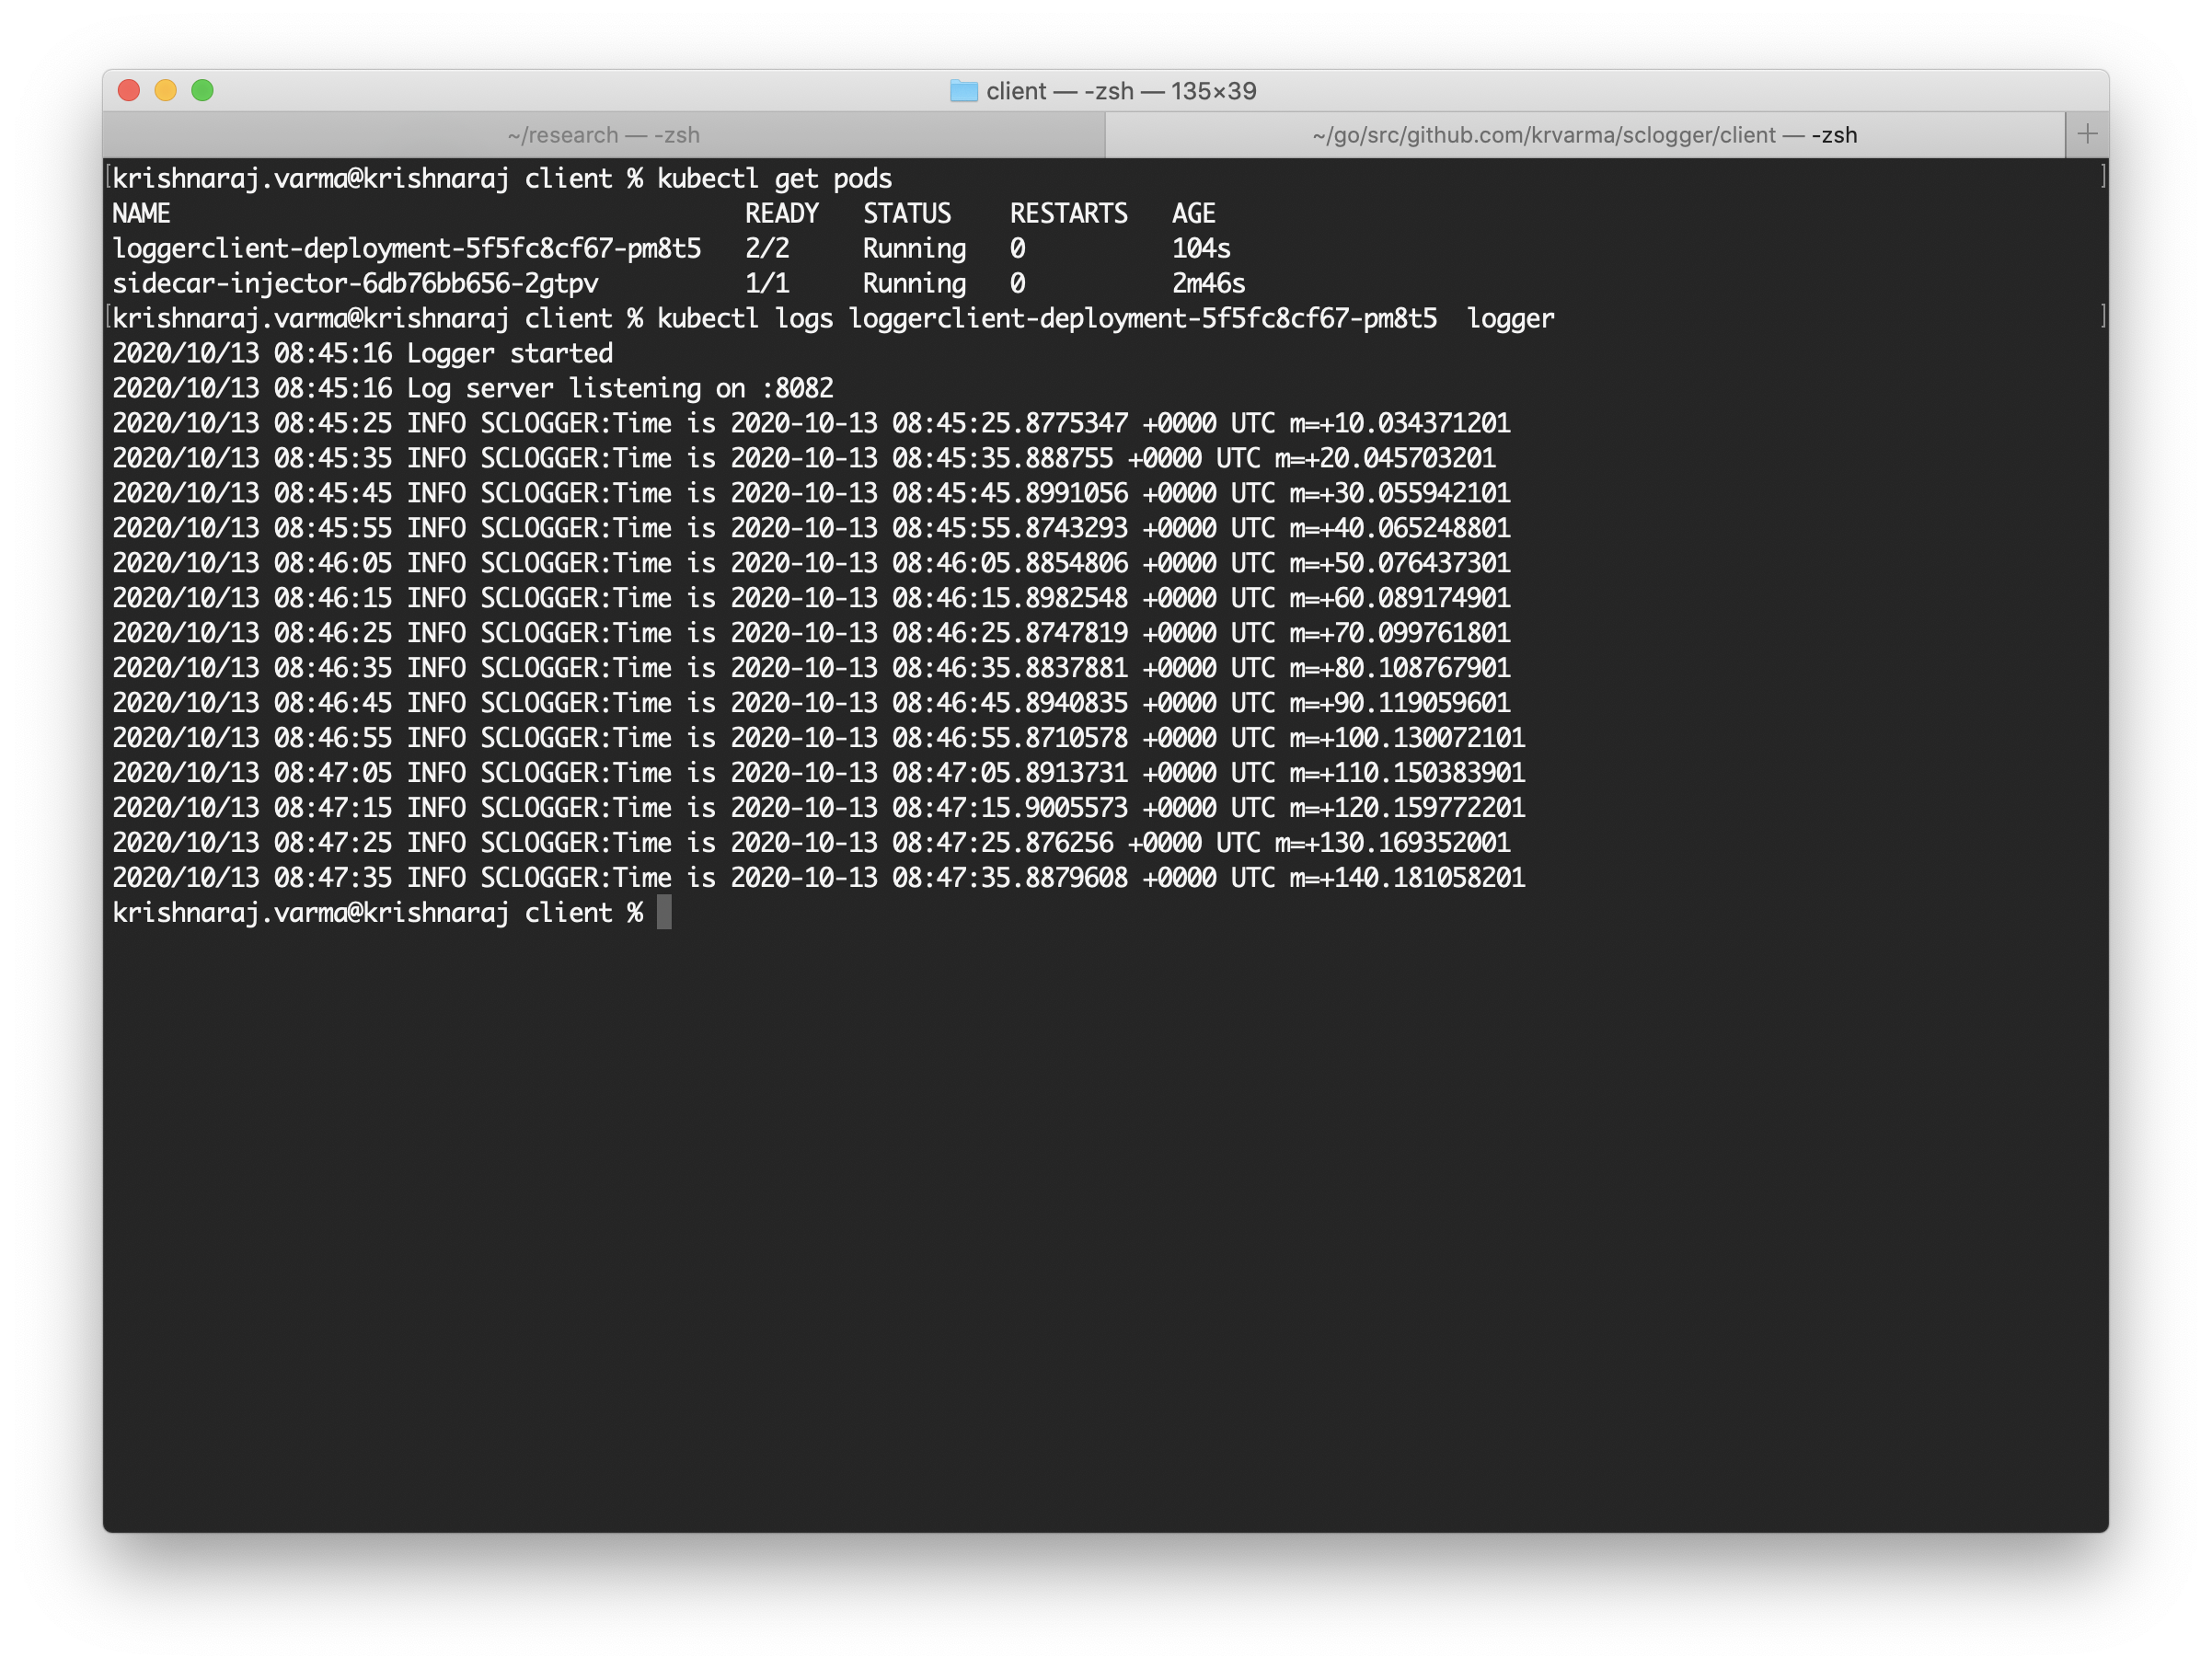 client — -zsh — 135×39
~/research — -zsh
~/go/src/github.com/krvarma/sclogger/client — -zsh
[krishnaraj.varma@krishnaraj client % kubectl get pods ]
NAME READY STATUS RESTARTS AGE
loggerclient-deployment-5f5fc8cf67-pm8t5 2/2 Running 0 104s
sidecar-injector-6db76bb656-2gtpv 1/1 Running 0 2m46s
[krishnaraj.varma@krishnaraj client % kubectl logs loggerclient-deployment-5f5fc8cf67-pm8t5  logger ]
2020/10/13 08:45:16 Logger started
2020/10/13 08:45:16 Log server listening on :8082
2020/10/13 08:45:25 INFO SCLOGGER:Time is 2020-10-13 08:45:25.8775347 +0000 UTC m=+10.034371201
2020/10/13 08:45:35 INFO SCLOGGER:Time is 2020-10-13 08:45:35.888755 +0000 UTC m=+20.045703201
2020/10/13 08:45:45 INFO SCLOGGER:Time is 2020-10-13 08:45:45.8991056 +0000 UTC m=+30.055942101
2020/10/13 08:45:55 INFO SCLOGGER:Time is 2020-10-13 08:45:55.8743293 +0000 UTC m=+40.065248801
2020/10/13 08:46:05 INFO SCLOGGER:Time is 2020-10-13 08:46:05.8854806 +0000 UTC m=+50.076437301
2020/10/13 08:46:15 INFO SCLOGGER:Time is 2020-10-13 08:46:15.8982548 +0000 UTC m=+60.089174901
2020/10/13 08:46:25 INFO SCLOGGER:Time is 2020-10-13 08:46:25.8747819 +0000 UTC m=+70.099761801
2020/10/13 08:46:35 INFO SCLOGGER:Time is 2020-10-13 08:46:35.8837881 +0000 UTC m=+80.108767901
2020/10/13 08:46:45 INFO SCLOGGER:Time is 2020-10-13 08:46:45.8940835 +0000 UTC m=+90.119059601
2020/10/13 08:46:55 INFO SCLOGGER:Time is 2020-10-13 08:46:55.8710578 +0000 UTC m=+100.130072101
2020/10/13 08:47:05 INFO SCLOGGER:Time is 2020-10-13 08:47:05.8913731 +0000 UTC m=+110.150383901
2020/10/13 08:47:15 INFO SCLOGGER:Time is 2020-10-13 08:47:15.9005573 +0000 UTC m=+120.159772201
2020/10/13 08:47:25 INFO SCLOGGER:Time is 2020-10-13 08:47:25.876256 +0000 UTC m=+130.169352001
2020/10/13 08:47:35 INFO SCLOGGER:Time is 2020-10-13 08:47:35.8879608 +0000 UTC m=+140.181058201
krishnaraj.varma@krishnaraj client %